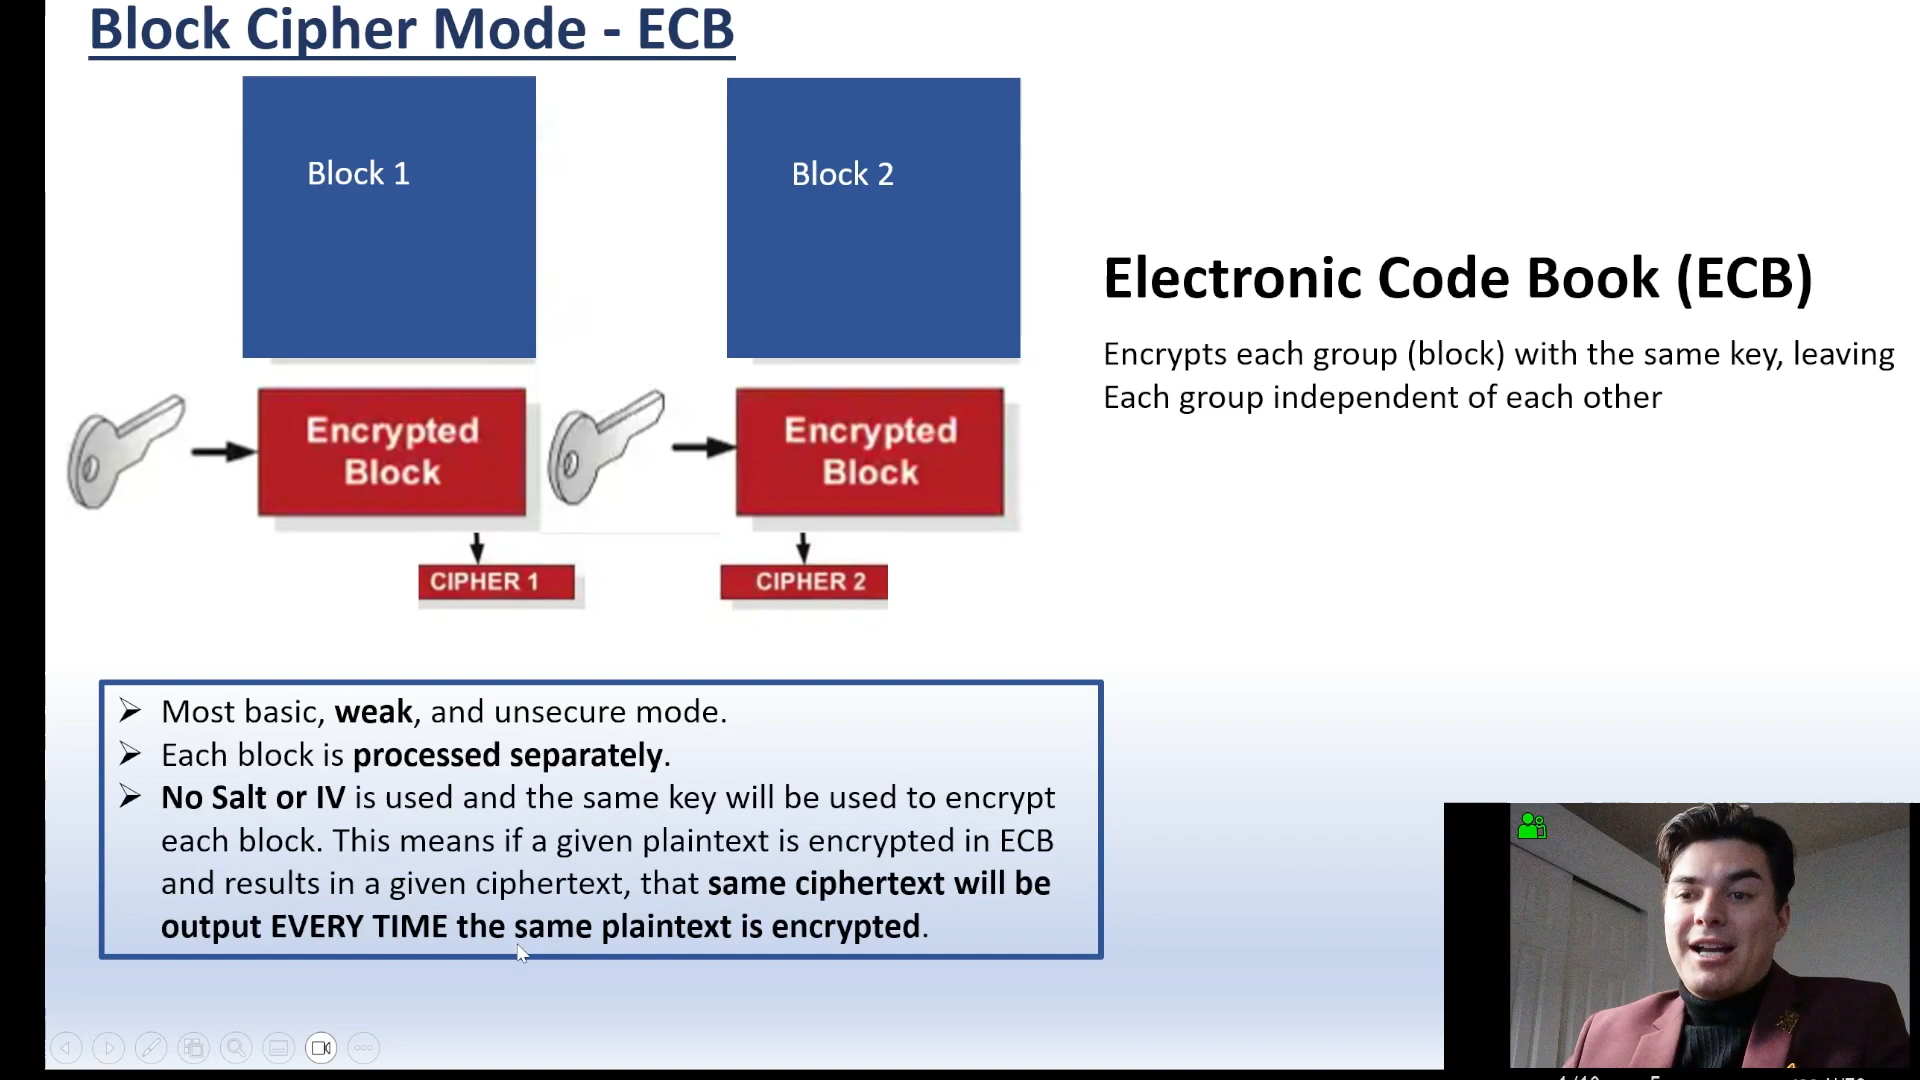 Block Cipher Mode - ECB
Block 1
Block 2
Electronic Code Book (ECB)
Encrypts each group (block) with the same key, leaving
Each group independent of each other
Encrypted
Block
Encrypted
Block
CIPHER 1
CIPHER 2
➢ Most basic, weak, and unsecure mode.
➢ Each block is processed separately.
➢ No Salt or IV is used and the same key will be used to encrypt
each block. This means if a given plaintext is encrypted in ECB
and results in a given ciphertext, that same ciphertext will be
output EVERY TIME the same plaintext is encrypted.